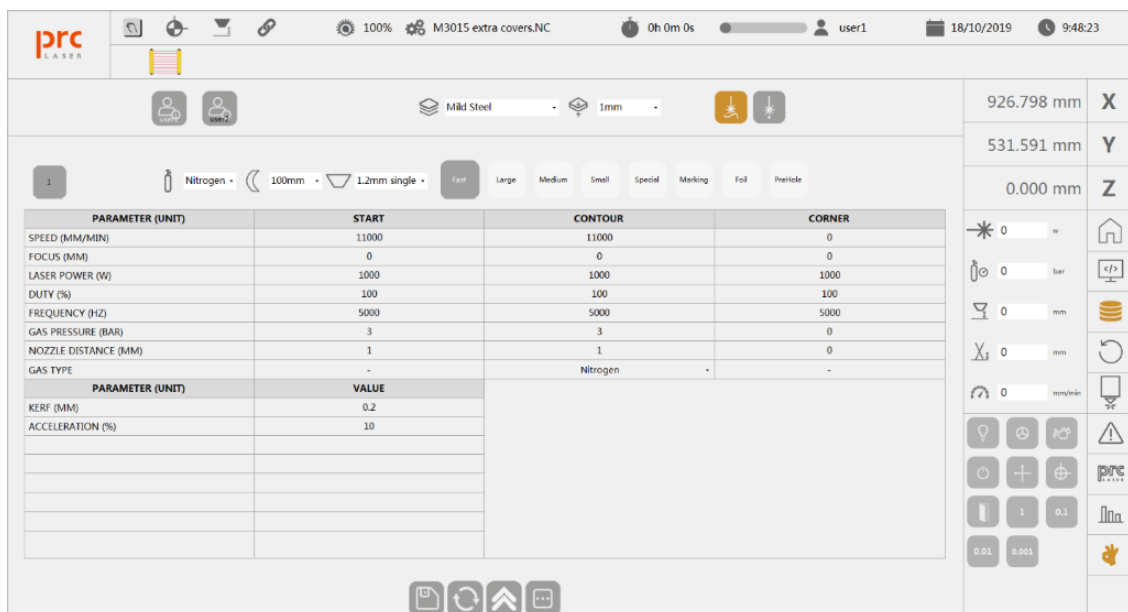 prc
LASER
100% M3015 extra covers.NC 0h 0m 0s user1 18/10/2019 9:48:23
user1 user2 Mild Steel 1mm
926.798 mm X
531.591 mm Y
0.000 mm Z
1 Nitrogen 100mm 1.2mm single Fast Large Medium Small Special Marking Foil PreHole
PARAMETER (UNIT) START CONTOUR CORNER
SPEED (MM/MIN) 11000 11000 0
FOCUS (MM) 0 0 0
LASER POWER (W) 1000 1000 1000
DUTY (%) 100 100 100
FREQUENCY (HZ) 5000 5000 5000
GAS PRESSURE (BAR) 3 3 0
NOZZLE DISTANCE (MM) 1 1 0
GAS TYPE - Nitrogen -
PARAMETER (UNIT) VALUE
KERF (MM) 0.2
ACCELERATION (%) 10
0 w
0 bar
0 mm
0 mm
0 mm/min
</>
prc
LASER
1 0.1
0.01 0.001